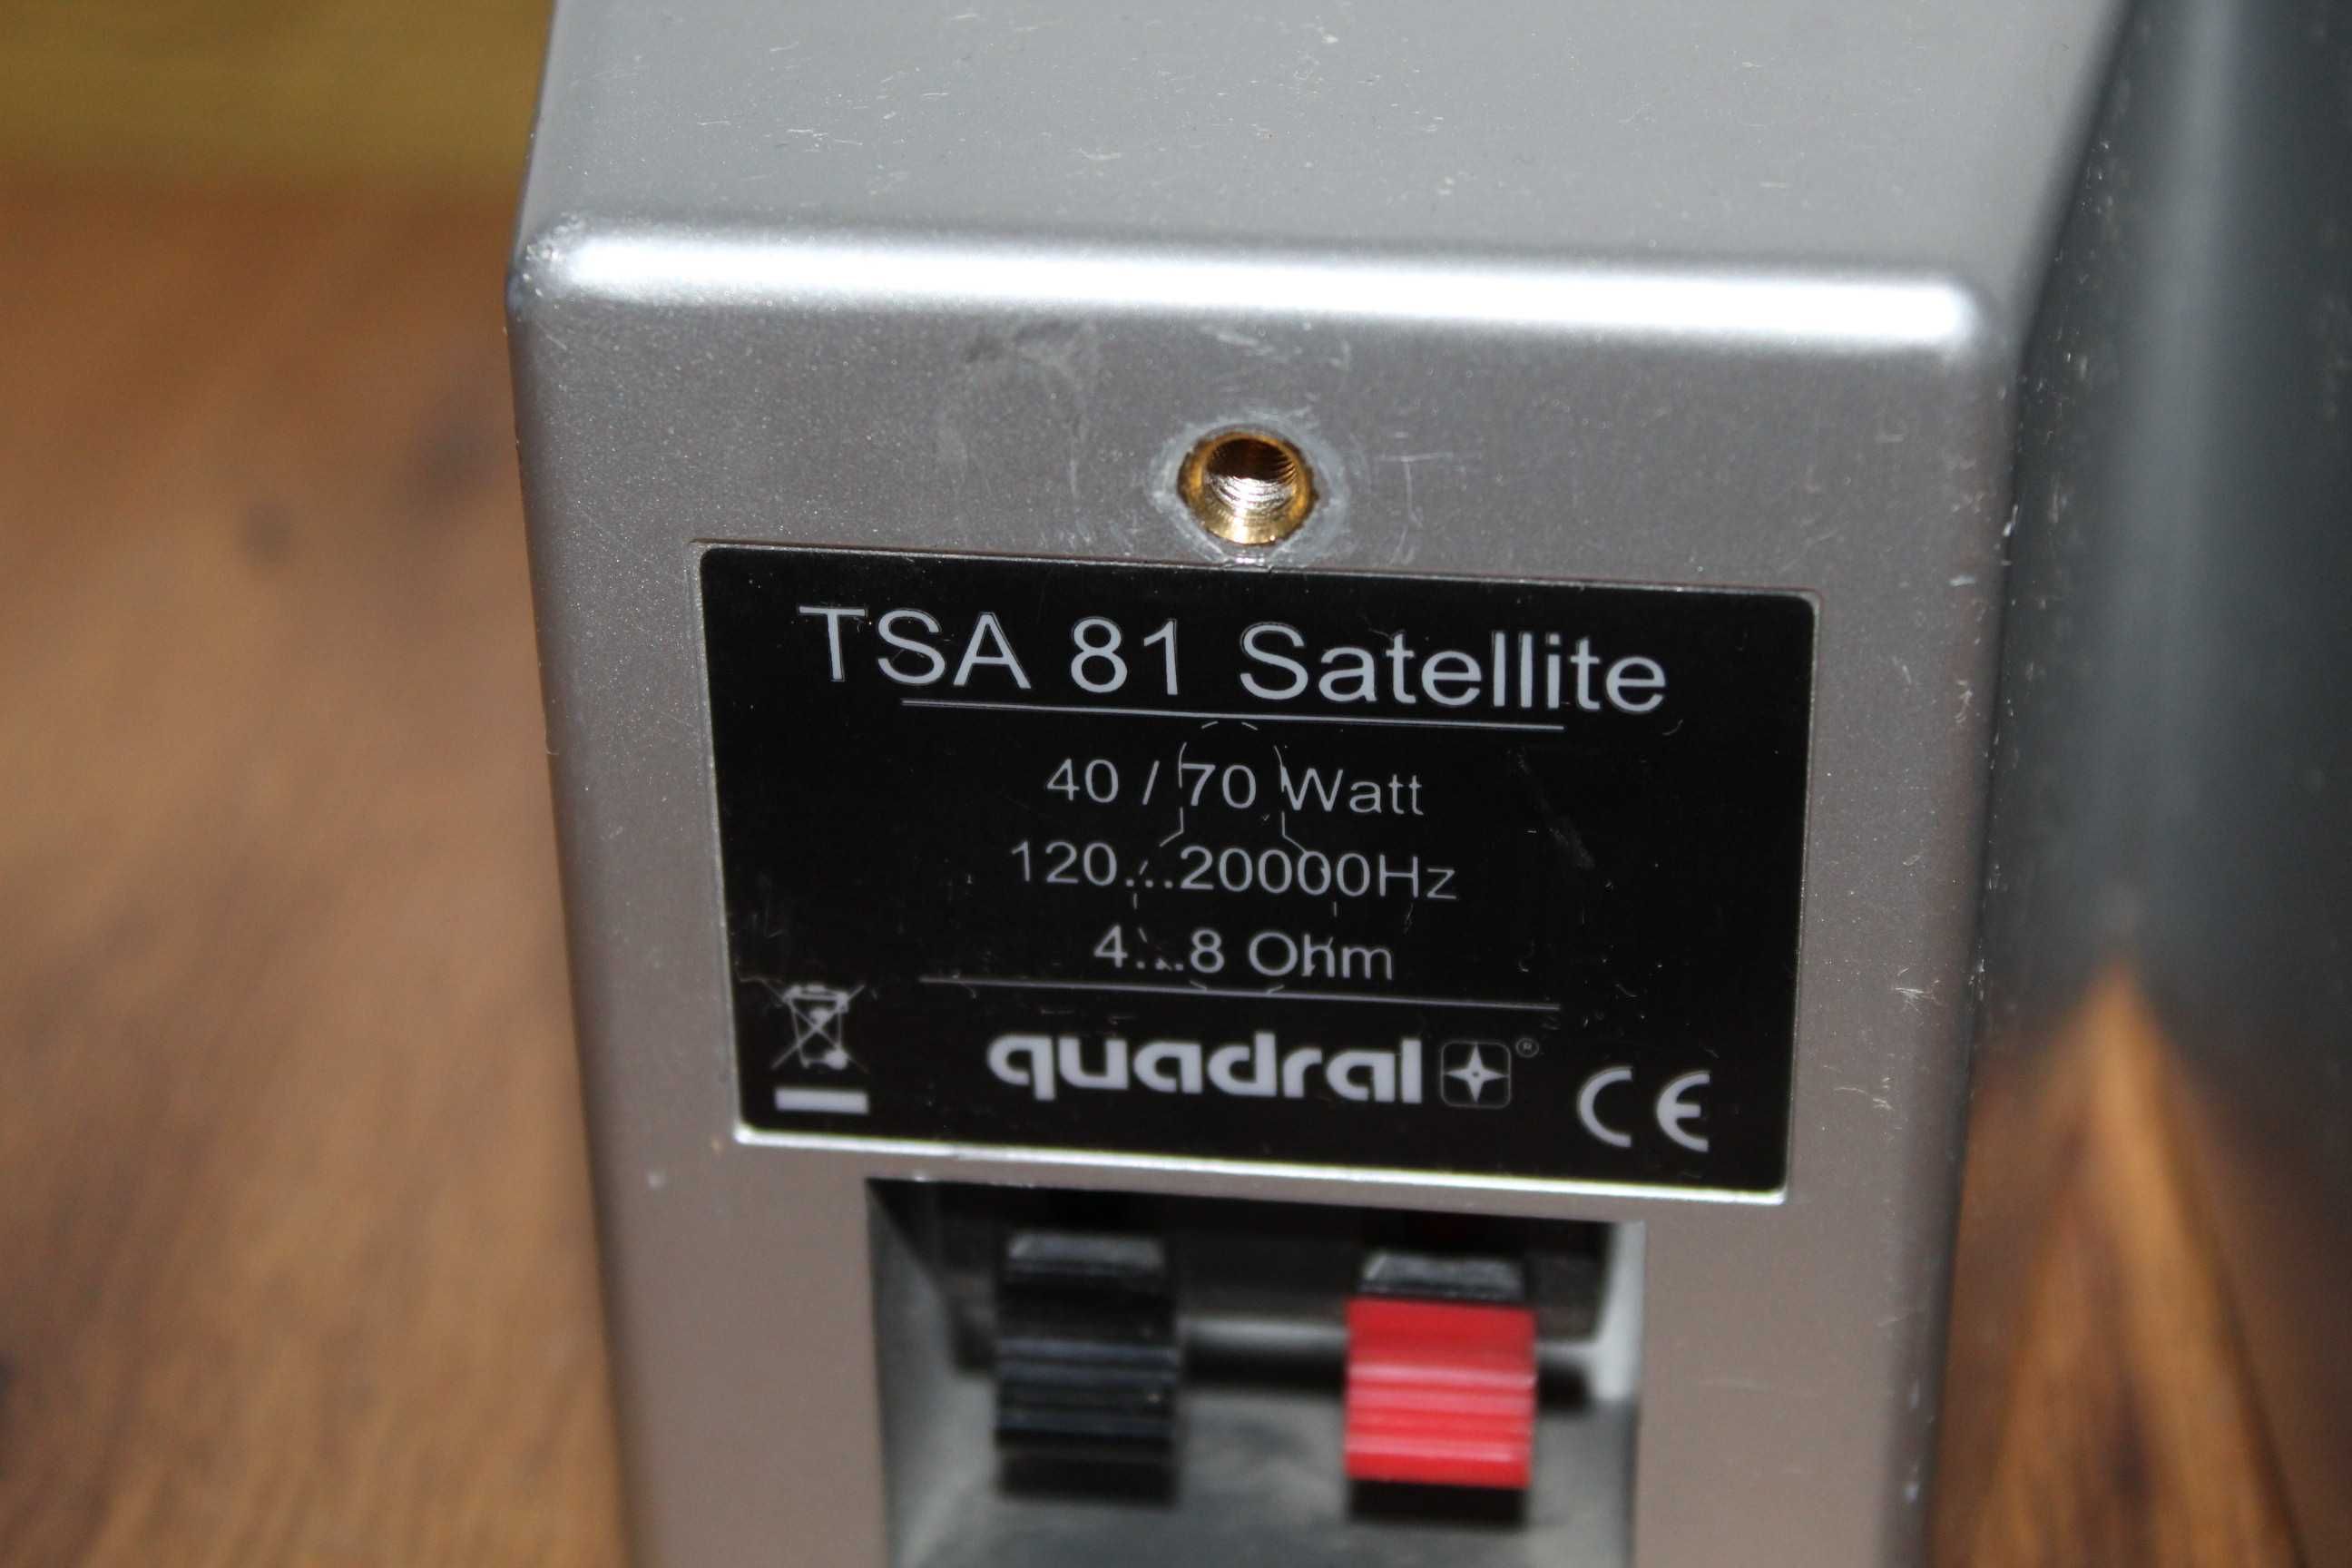 TSA 81 Satellite
40 / 70 Watt
120...20000Hz
4...8 Ohm
quadral ®
CE